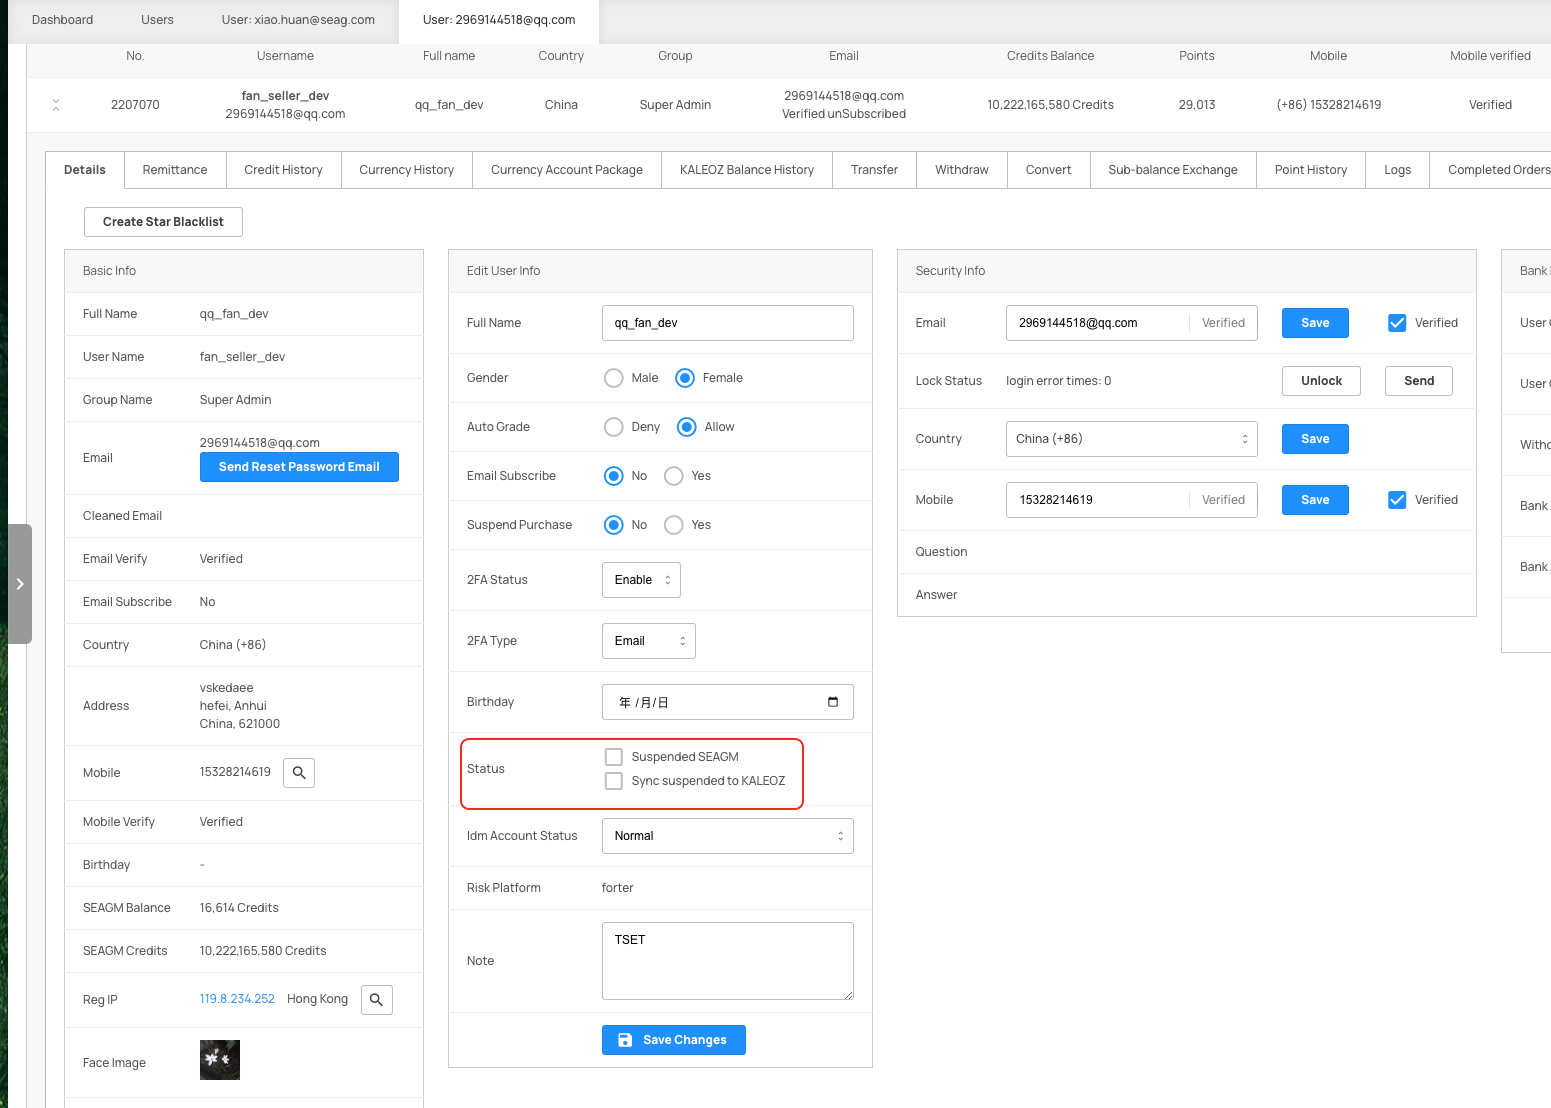 Dashboard Users User: xiao.huan@seag.com User: 2969144518@qq.com
No. Username Full name Country Group Email Credits Balance Points Mobile Mobile verified
2207070 fan_seller_dev 2969144518@qq.com qq_fan_dev China Super Admin 2969144518@qq.com Verified unSubscribed 10,222,165,580 Credits 29,013 (+86) 15328214619 Verified
Details Remittance Credit History Currency History Currency Account Package KALEOZ Balance History Transfer Withdraw Convert Sub-balance Exchange Point History Logs Completed Orders
Create Star Blacklist
Basic Info
Full Name qq_fan_dev
User Name fan_seller_dev
Group Name Super Admin
Email 2969144518@qq.com
Send Reset Password Email
Cleaned Email
Email Verify Verified
Email Subscribe No
Country China (+86)
Address vskedaee
hefei, Anhui
China, 621000
Mobile 15328214619
Mobile Verify Verified
Birthday -
SEAGM Balance 16,614 Credits
SEAGM Credits 10,222,165,580 Credits
Reg IP 119.8.234.252 Hong Kong
Face Image
Edit User Info
Full Name qq_fan_dev
Gender Male Female
Auto Grade Deny Allow
Email Subscribe No Yes
Suspend Purchase No Yes
2FA Status Enable
2FA Type Email
Birthday 年 /月/日
Status Suspended SEAGM
Sync suspended to KALEOZ
Idm Account Status Normal
Risk Platform forter
Note TSET
Save Changes
Security Info
Email 2969144518@qq.com Verified Save Verified
Lock Status login error times: 0 Unlock Send
Country China (+86) Save
Mobile 15328214619 Verified Save Verified
Question
Answer
Bank
User
User
Bank
Bank